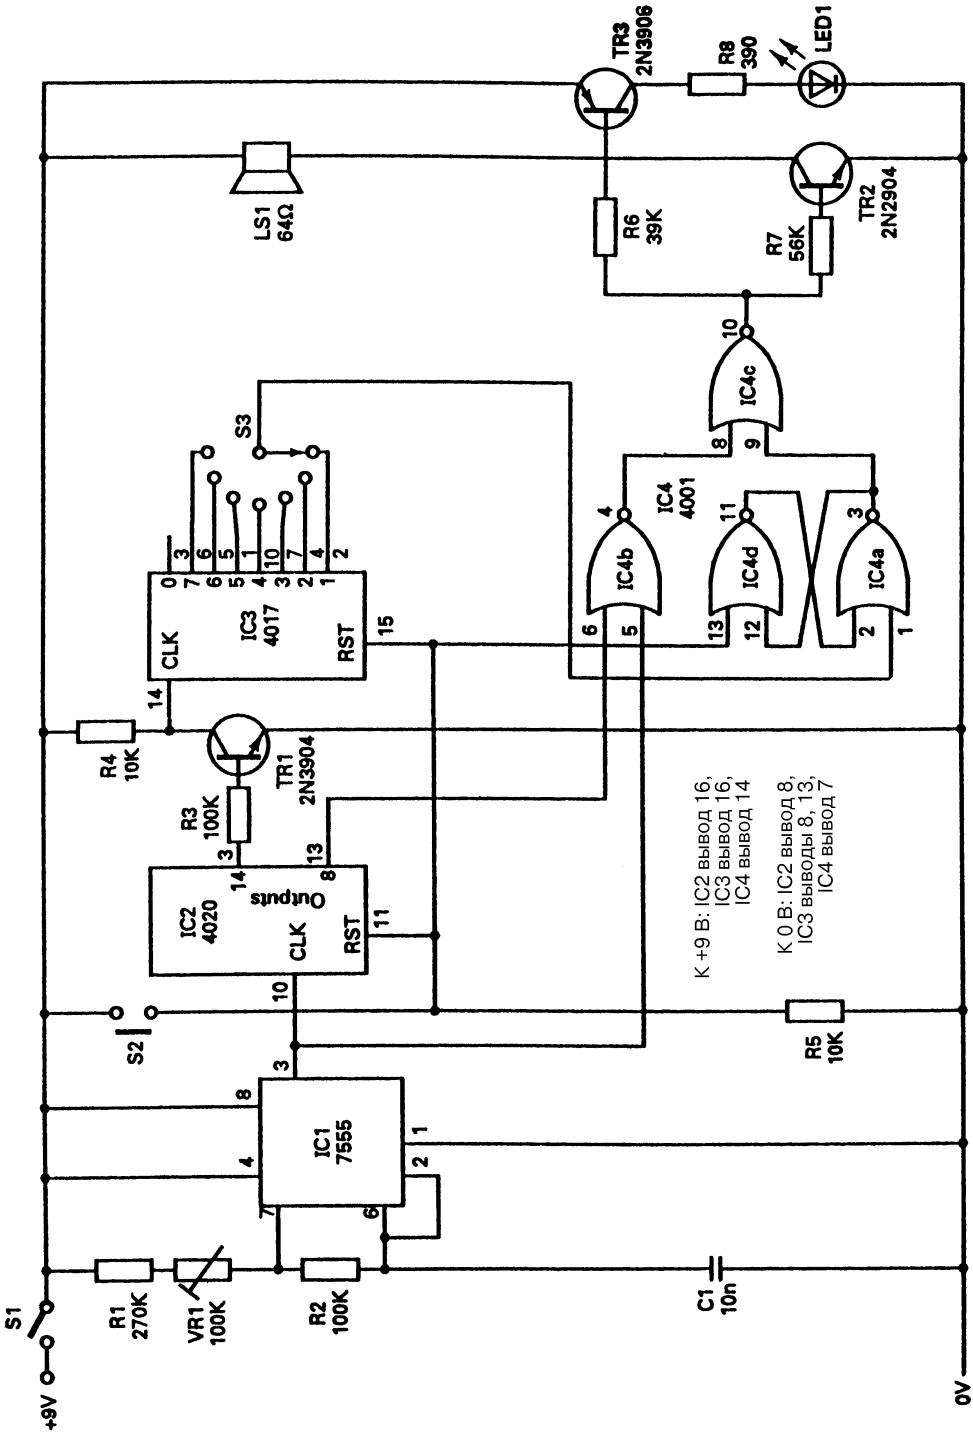 +9V
S1
R1
270K
VR1
100K
R2
100K
C1
10n
0V
7
6
4
8
IC1
7555
2
1
3
S2
R5
10K
10
IC2
4020
CLK
Outputs
RST
11
14
3
8
13
R3
100K
TR1
2N3904
R4
10K
14
CLK
IC3
4017
RST
15
0
7
3
6
6
5
5
4
1
3
10
2
7
1
4
2
S3
К +9 В: IC2 вывод 16,
IC3 вывод 16,
IC4 вывод 14
К 0 В: IC2 вывод 8,
IC3 выводы 8, 13,
IC4 вывод 7
6
5
IC4b
4
13
12
IC4d
11
2
1
IC4a
3
IC4
4001
8
9
IC4c
10
LS1
64Ω
R6
39K
R7
56K
TR2
2N2904
TR3
2N3906
R8
390
LED1